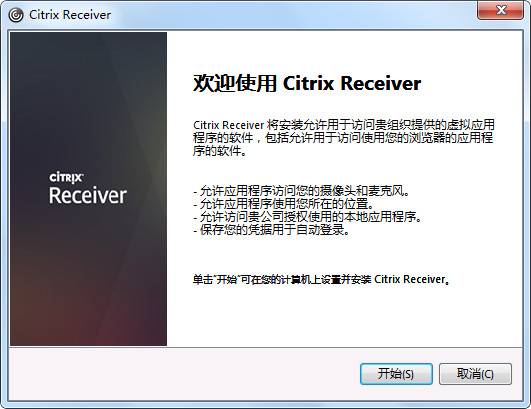 Citrix Receiver
欢迎使用 Citrix Receiver
Citrix Receiver 将安装允许用于访问贵组织提供的虚拟应用
程序的软件，包括允许用于访问使用您的浏览器的应用程
序的软件。
- 允许应用程序访问您的摄像头和麦克风。
- 允许应用程序使用您所在的位置。
- 允许访问贵公司授权使用的本地应用程序。
- 保存您的凭据用于自动登录。
CİTRIX
Receiver
单击"开始"可在您的计算机上设置并安装 Citrix Receiver。
开始(S)
取消(C)